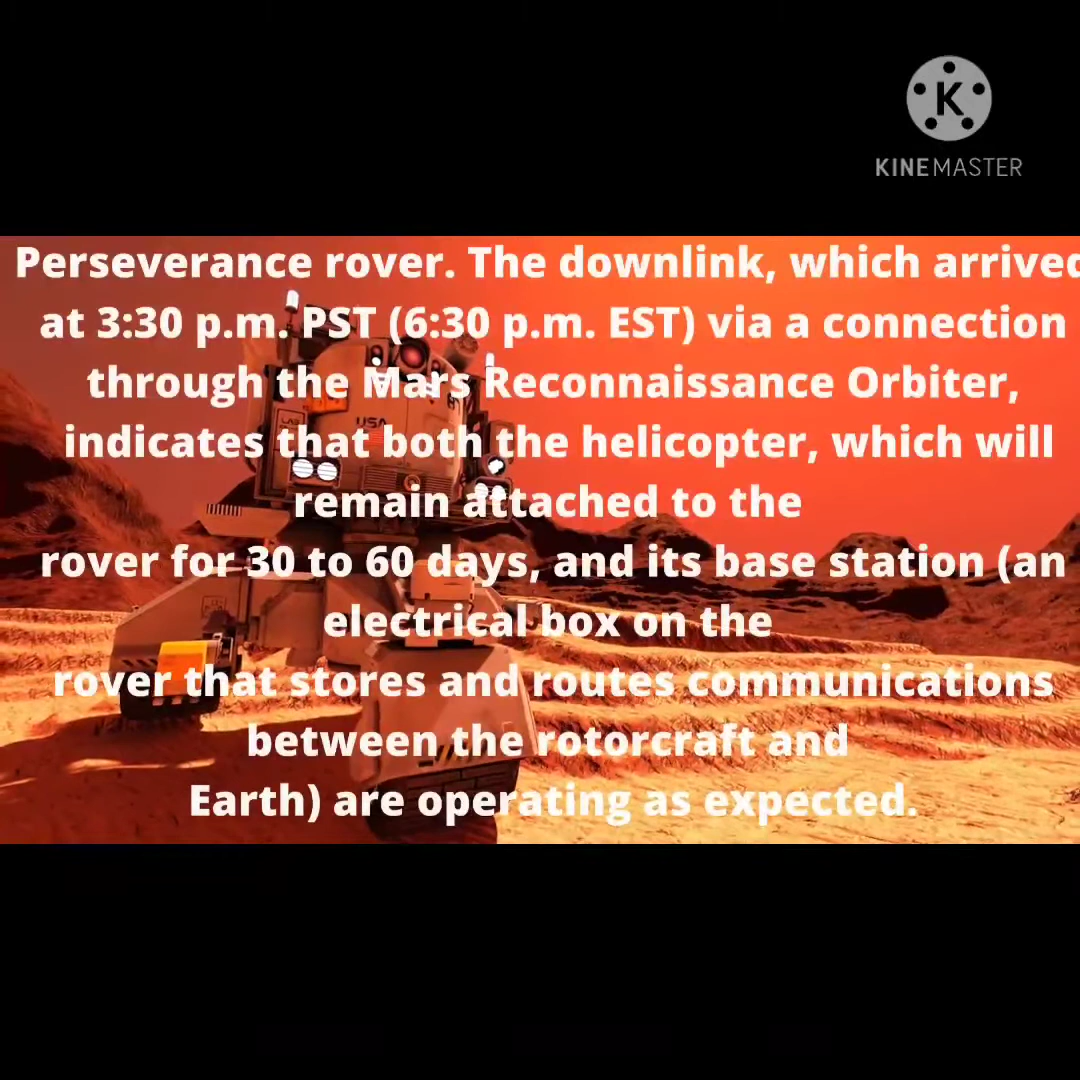 K
KINEMASTER
Perseverance rover. The downlink, which arrived
at 3:30 p.m. PST (6:30 p.m. EST) via a connection
through the Mars Reconnaissance Orbiter,
indicates that both the helicopter, which will
remain attached to the
rover for 30 to 60 days, and its base station (an
electrical box on the
rover that stores and routes communications
between the rotorcraft and
Earth) are operating as expected.
USA